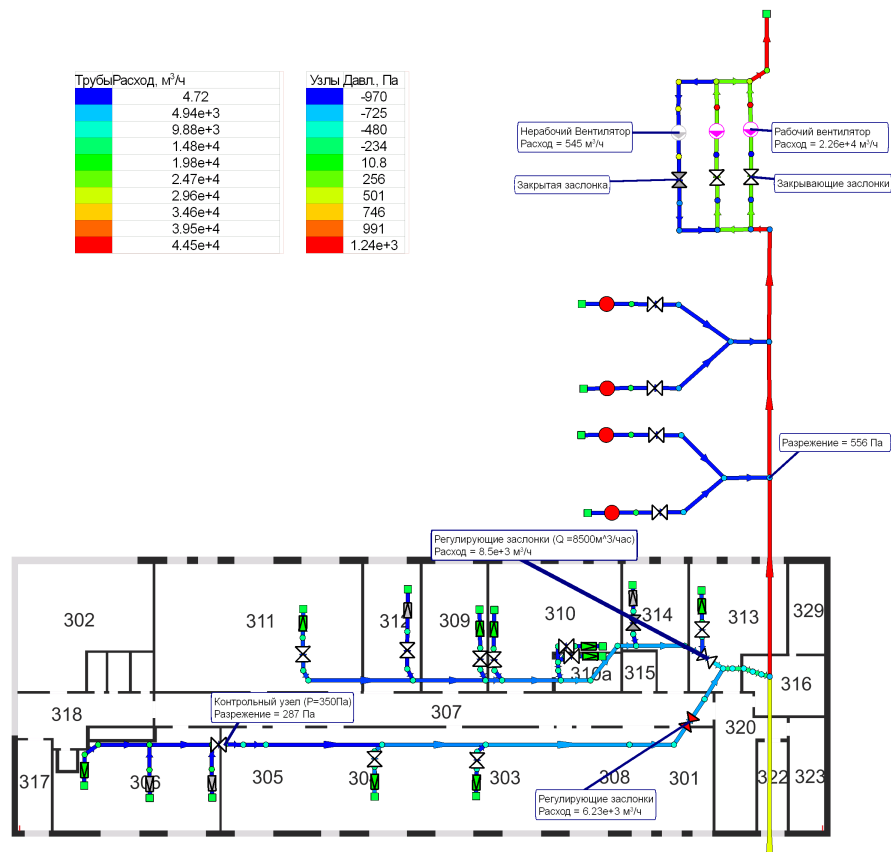 ТрубыРасход, м³/ч
4.72
4.94e+3
9.88e+3
1.48e+4
1.98e+4
2.47e+4
2.96e+4
3.46e+4
3.95e+4
4.45e+4
Узлы Давл., Па
-970
-725
-480
-234
10.8
256
501
746
991
1.24e+3
Нерабочий Вентилятор
Расход = 545 м³/ч
Рабочий вентилятор
Расход = 2.26e+4 м³/ч
Закрытая заслонка
Закрывающие заслонки
Разрежение = 556 Па
Регулирующие заслонки (Q =8500м^3/час)
Расход = 8.5e+3 м³/ч
302
311
312
309
310
314
313
329
310а
315
316
Контрольный узел (P=350Па)
Разрежение = 287 Па
318
307
320
317
306
305
303
308
301
322
323
Регулирующие заслонки
Расход = 6.23e+3 м³/ч